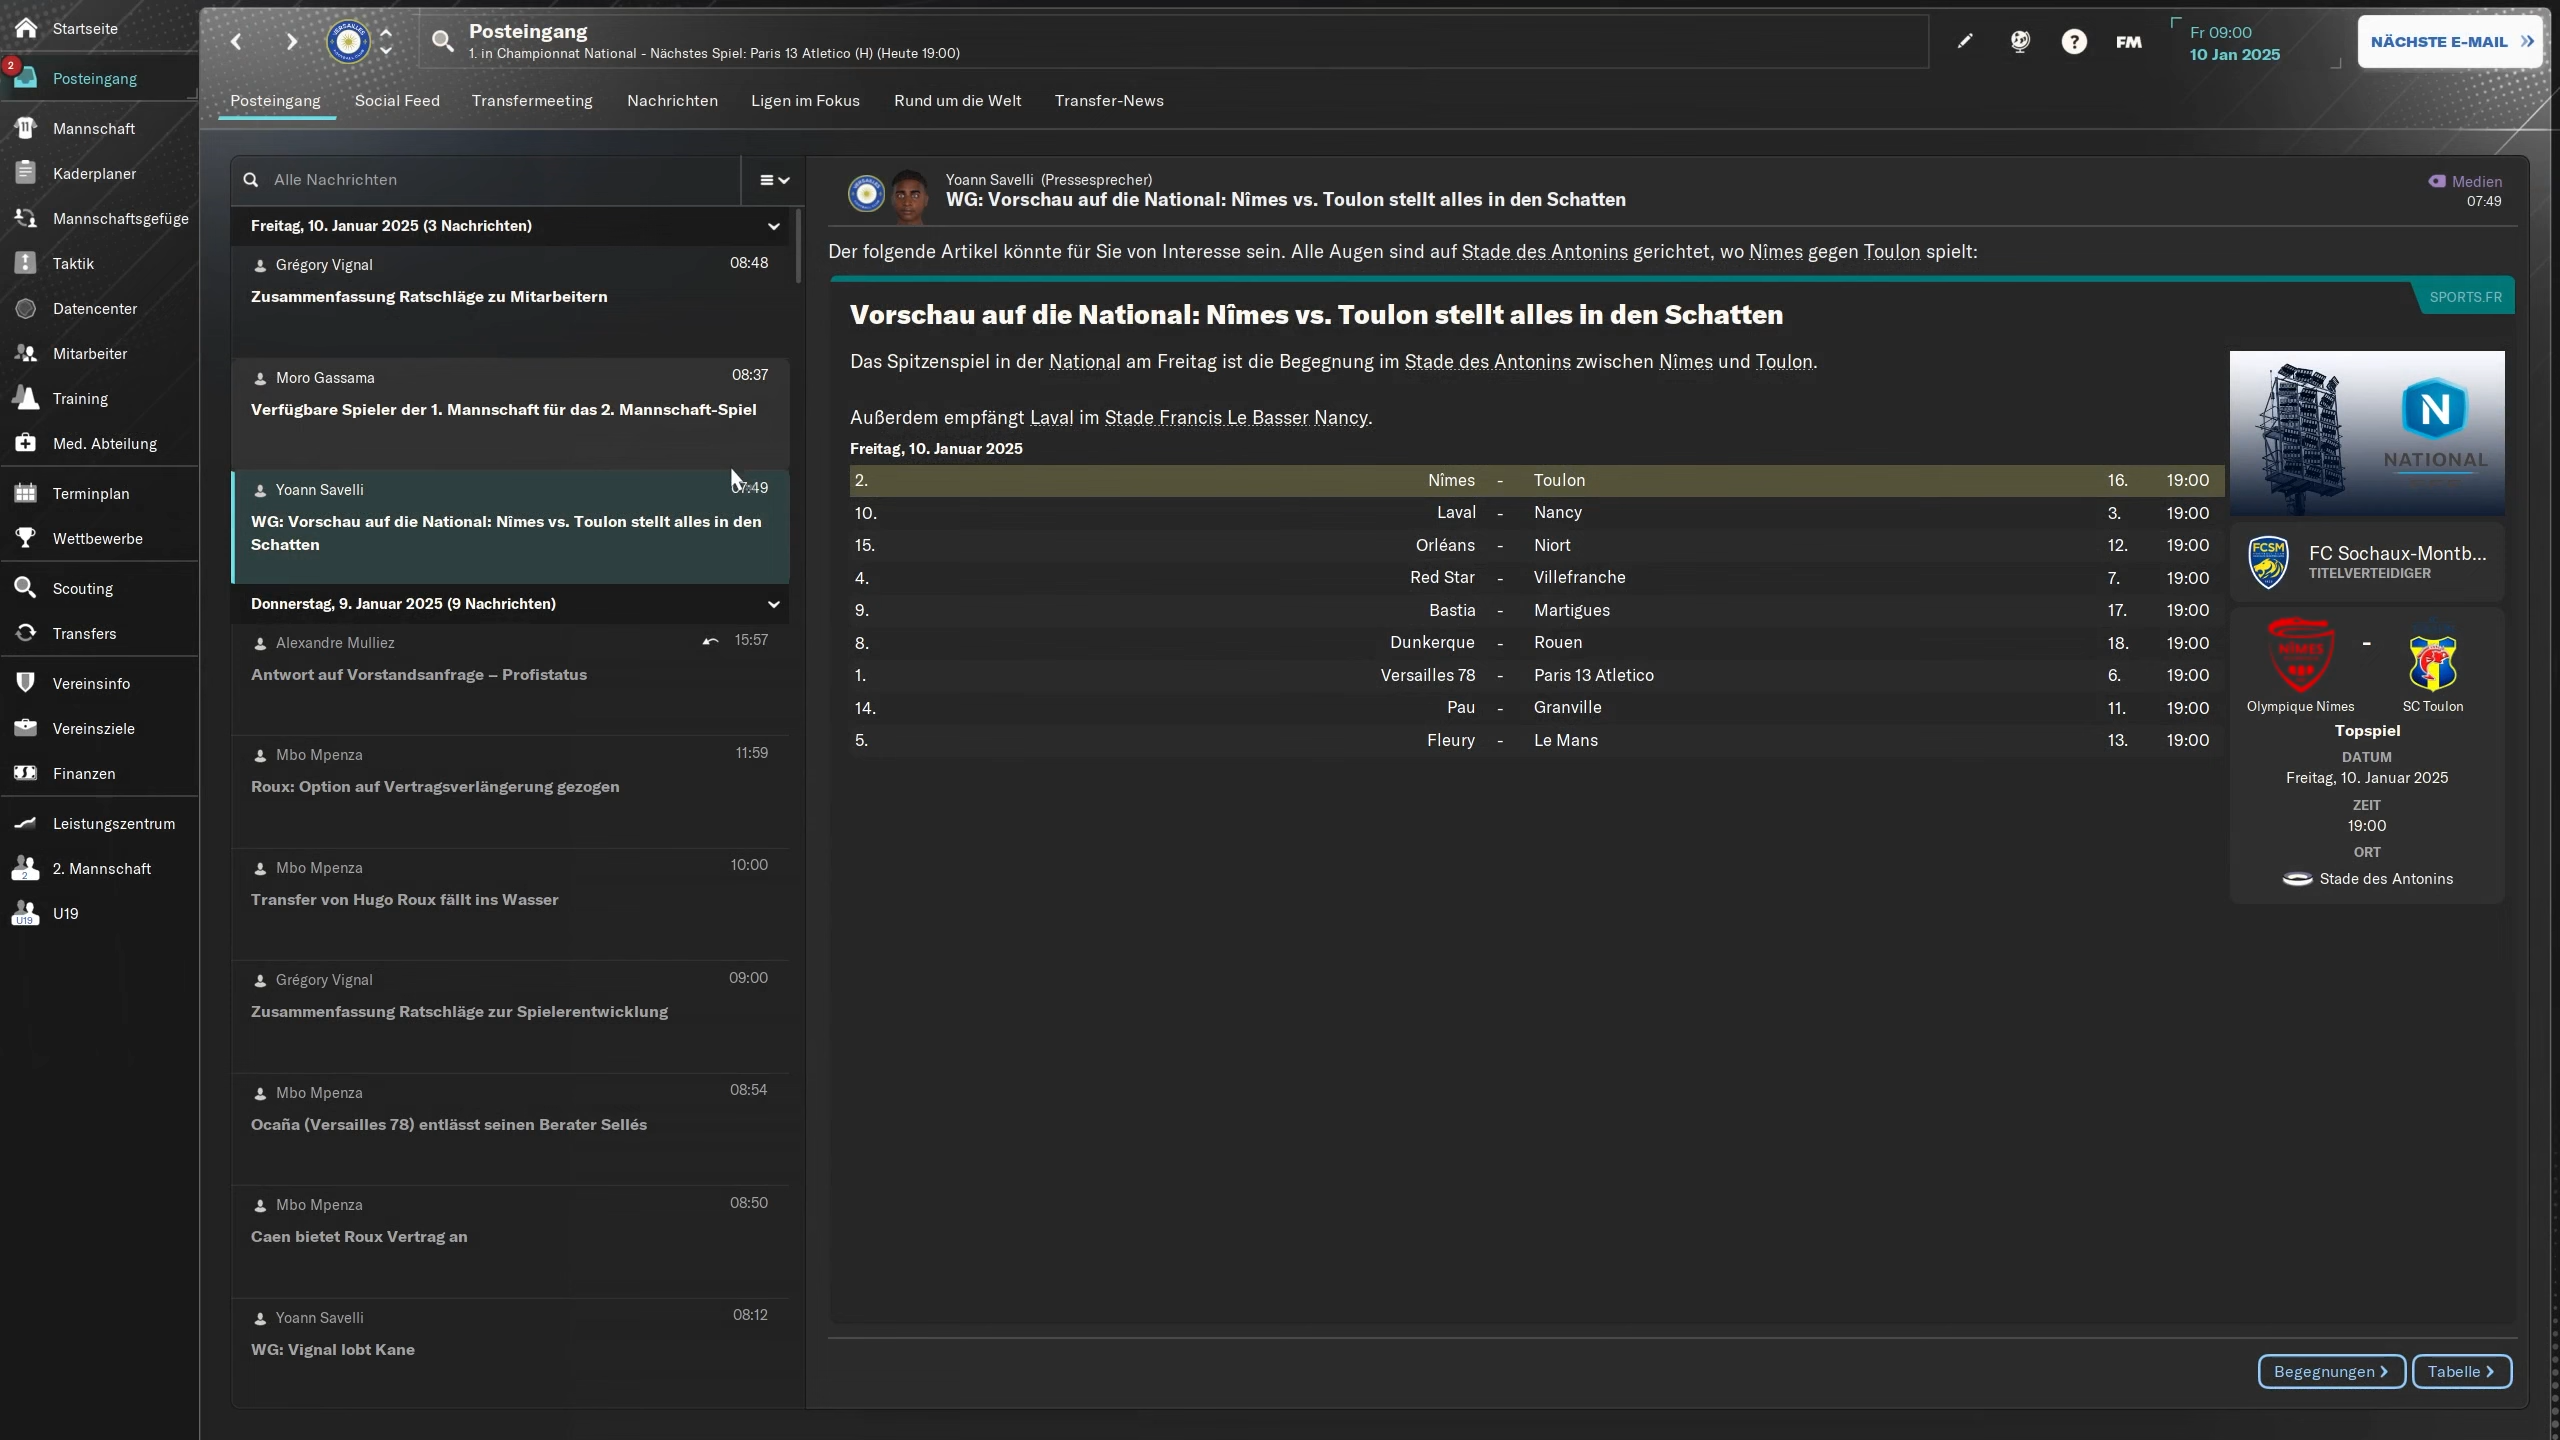 Startseite
2
Posteingang
Mannschaft
Kaderplaner
Mannschaftsgefüge
Taktik
Datencenter
Mitarbeiter
Training
Med. Abteilung
Terminplan
Wettbewerbe
Scouting
Transfers
Vereinsinfo
Vereinsziele
Finanzen
Leistungszentrum
2
2. Mannschaft
U19
U19
Posteingang
1. in Championnat National - Nächstes Spiel: Paris 13 Atletico (H) (Heute 19:00)
?
FM
Fr 09:00
10 Jan 2025
NÄCHSTE E-MAIL
Posteingang
Social Feed
Transfermeeting
Nachrichten
Ligen im Fokus
Rund um die Welt
Transfer-News
Alle Nachrichten
Freitag, 10. Januar 2025 (3 Nachrichten)
Grégory Vignal 08:48
Zusammenfassung Ratschläge zu Mitarbeitern
Moro Gassama 08:37
Verfügbare Spieler der 1. Mannschaft für das 2. Mannschaft-Spiel
Yoann Savelli 07:49
WG: Vorschau auf die National: Nîmes vs. Toulon stellt alles in den
Schatten
Donnerstag, 9. Januar 2025 (9 Nachrichten)
Alexandre Mulliez 15:57
Antwort auf Vorstandsanfrage – Profistatus
Mbo Mpenza 11:59
Roux: Option auf Vertragsverlängerung gezogen
Mbo Mpenza 10:00
Transfer von Hugo Roux fällt ins Wasser
Grégory Vignal 09:00
Zusammenfassung Ratschläge zur Spielerentwicklung
Mbo Mpenza 08:54
Ocaña (Versailles 78) entlässt seinen Berater Sellés
Mbo Mpenza 08:50
Caen bietet Roux Vertrag an
Yoann Savelli 08:12
WG: Vignal lobt Kane
Yoann Savelli (Pressesprecher)
WG: Vorschau auf die National: Nîmes vs. Toulon stellt alles in den Schatten
Medien
07:49
Der folgende Artikel könnte für Sie von Interesse sein. Alle Augen sind auf Stade des Antonins gerichtet, wo Nîmes gegen Toulon spielt:
SPORTS.FR
Vorschau auf die National: Nîmes vs. Toulon stellt alles in den Schatten
Das Spitzenspiel in der National am Freitag ist die Begegnung im Stade des Antonins zwischen Nîmes und Toulon.
Außerdem empfängt Laval im Stade Francis Le Basser Nancy.
Freitag, 10. Januar 2025
2. Nîmes - Toulon 16. 19:00
10. Laval - Nancy 3. 19:00
15. Orléans - Niort 12. 19:00
4. Red Star - Villefranche 7. 19:00
9. Bastia - Martigues 17. 19:00
8. Dunkerque - Rouen 18. 19:00
1. Versailles 78 - Paris 13 Atletico 6. 19:00
14. Pau - Granville 11. 19:00
5. Fleury - Le Mans 13. 19:00
N
NATIONAL
FCSM
FC Sochaux-Montb...
TITELVERTEIDIGER
NÎMES
-
Olympique Nîmes
SC Toulon
Topspiel
DATUM
Freitag, 10. Januar 2025
ZEIT
19:00
ORT
Stade des Antonins
Begegnungen
Tabelle